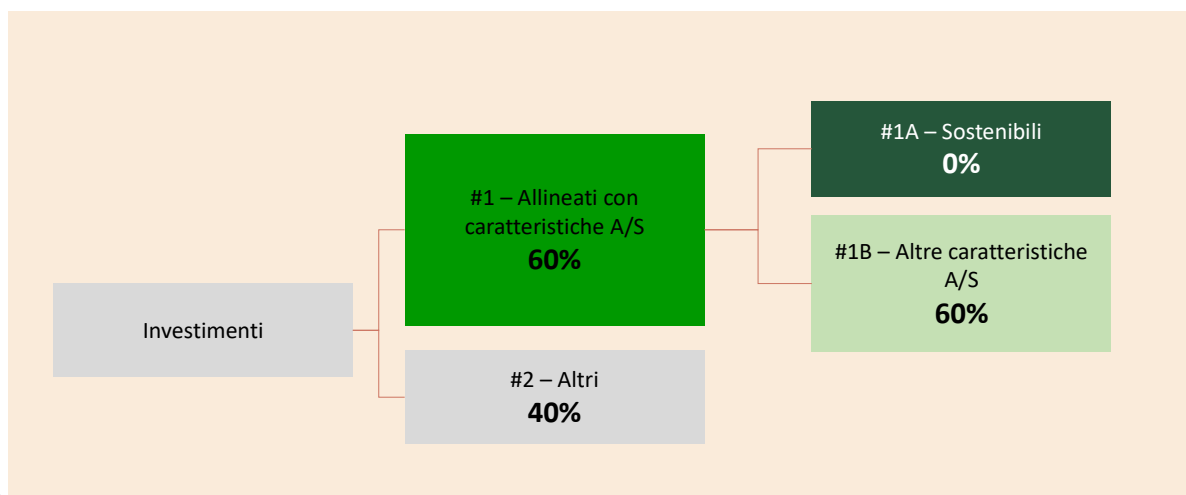 Investimenti
#1 – Allineati con
caratteristiche A/S
60%
#2 – Altri
40%
#1A – Sostenibili
0%
#1B – Altre caratteristiche
A/S
60%